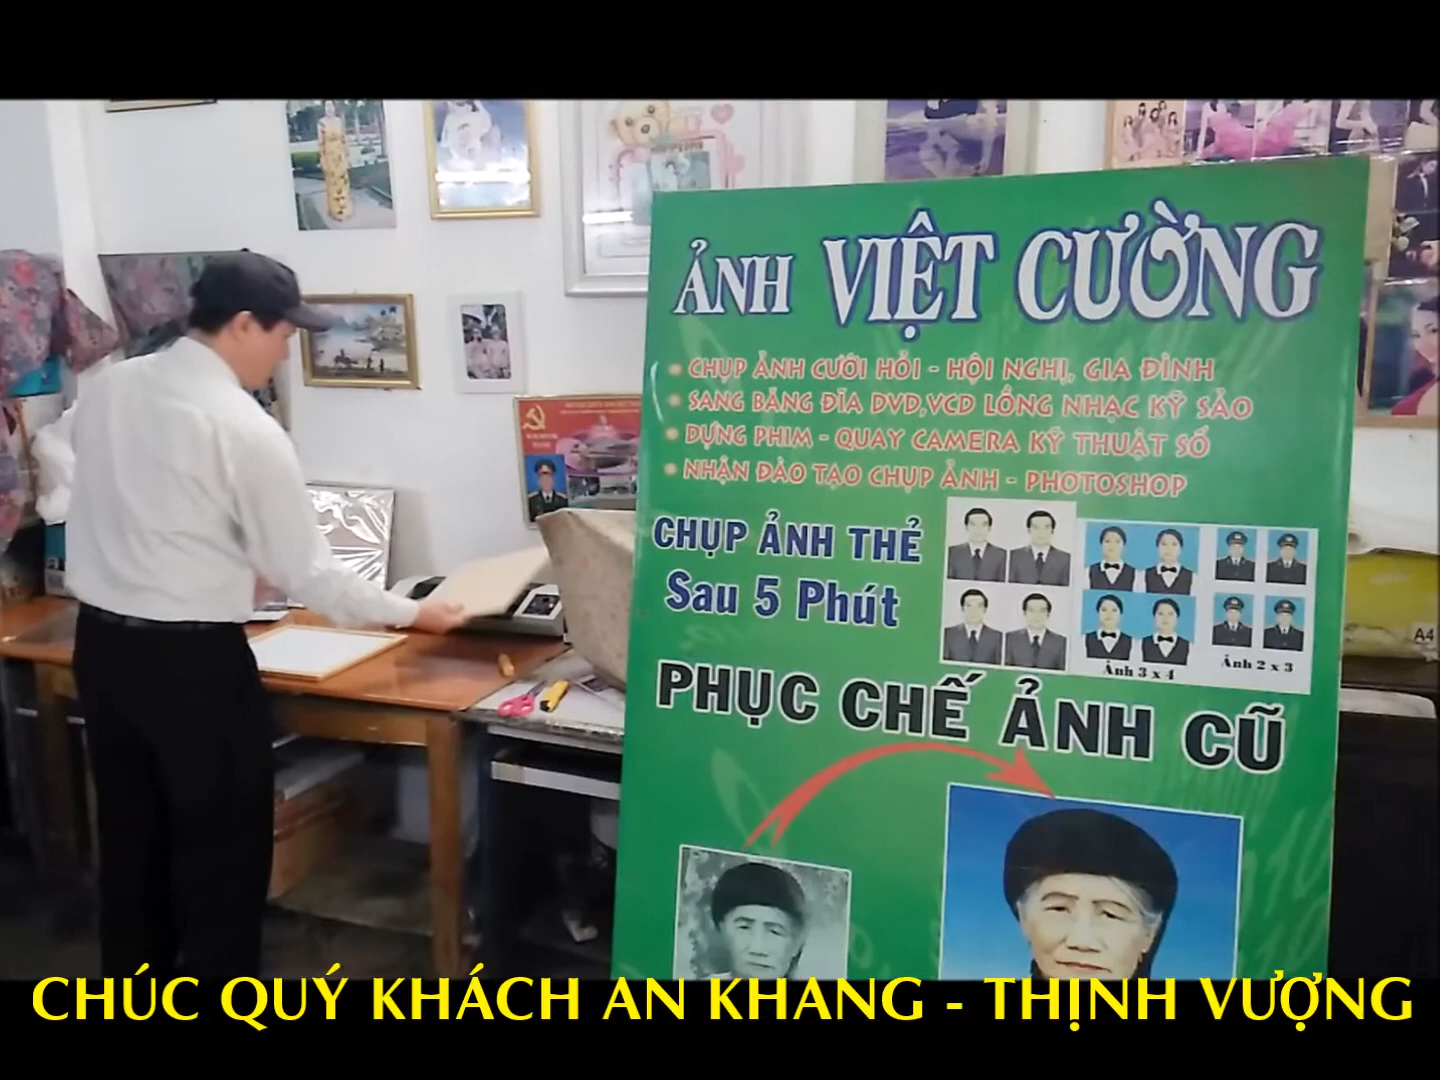 ẢNH VIỆT CƯỜNG
• CHỤP ẢNH CƯỚI HỎI - HỘI NGHỊ, GIA ĐÌNH
• SANG BĂNG ĐĨA DVD,VCD LỒNG NHẠC KỸ SẢO
• DỰNG PHIM - QUAY CAMERA KỸ THUẬT SỐ
• NHẬN ĐÀO TẠO CHỤP ẢNH - PHOTOSHOP
CHỤP ẢNH THẺ
Sau 5 Phút
Ảnh 3 x 4
Ảnh 2 x 3
PHỤC CHẾ ẢNH CŨ
A4
CHÚC QUÝ KHÁCH AN KHANG - THỊNH VƯỢNG